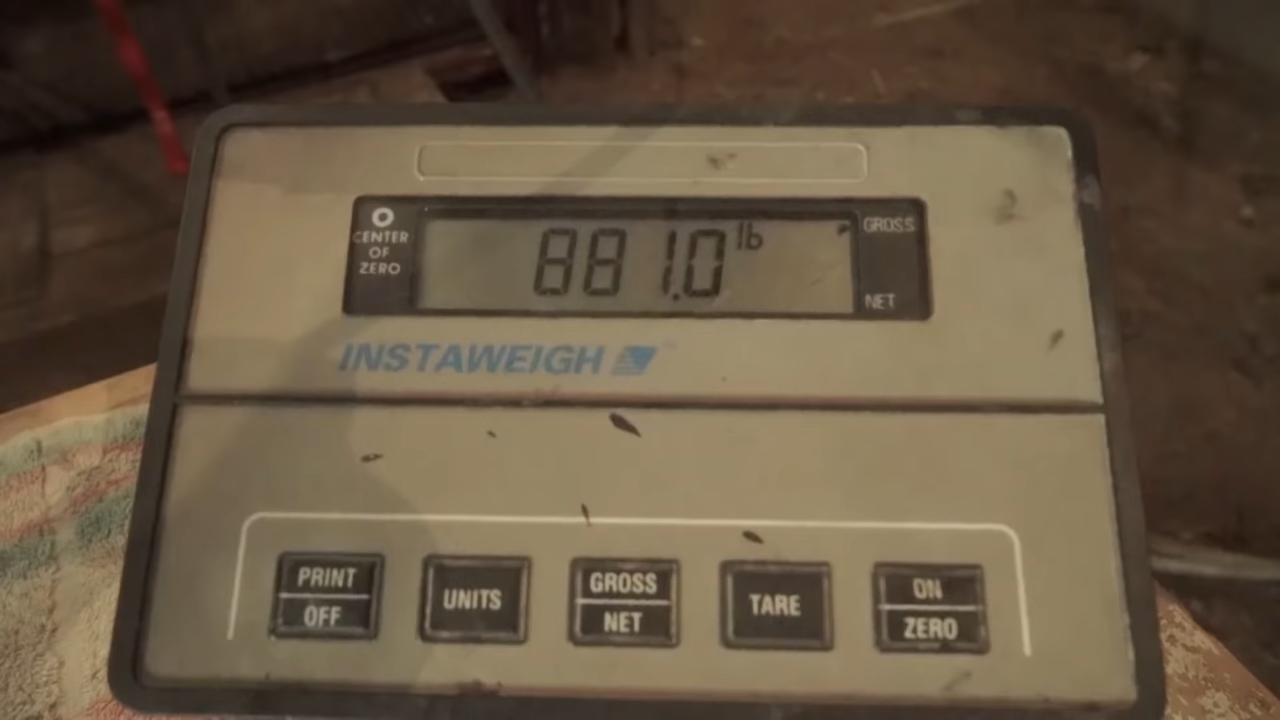 CENTER
OF
ZERO
881.0 lb
GROSS
NET
INSTAWEIGH
PRINT
OFF
UNITS
GROSS
NET
TARE
ON
ZERO